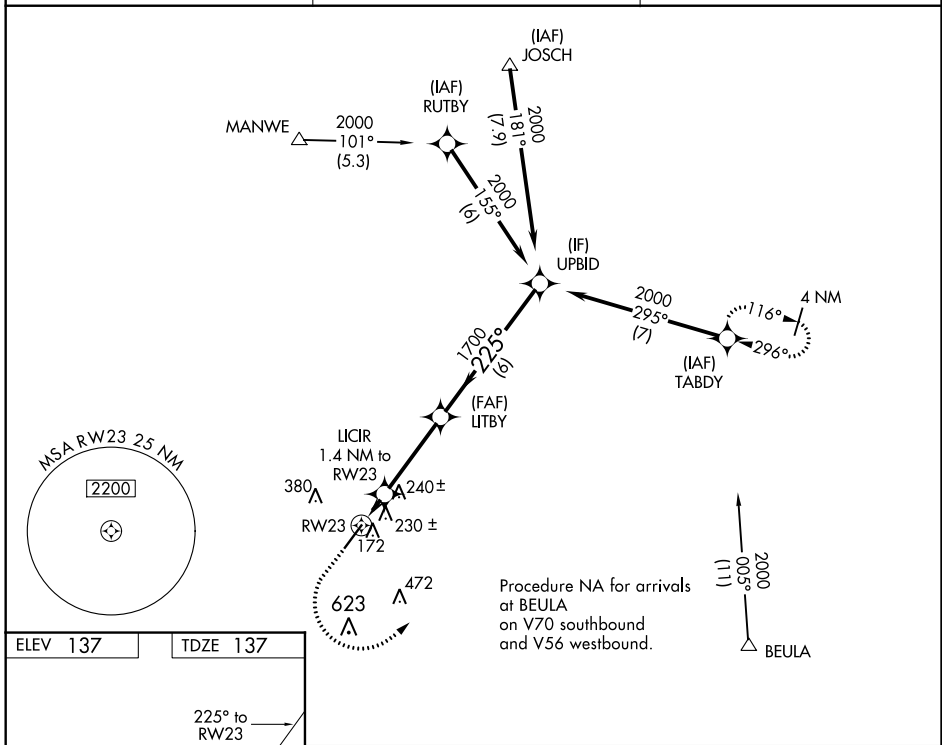 (IAF)
JOSCH
(IAF)
RUTBY
MANWE
2000
101°
(5.3)
2000
181°
(7.9)
2000
155°
(6)
(IF)
UPBID
2000
295°
(7)
116°
4 NM
296°
(IAF)
TABDY
1700
225°
(6)
(FAF)
LITBY
LICIR
1.4 NM to
RW23
MSA RW23 25 NM
2200
380
240±
RW23
230 ±
172
472
623
Procedure NA for arrivals
at BEULA
on V70 southbound
and V56 westbound.
2000
005°
(11)
BEULA
ELEV 137
TDZE 137
225° to
RW23